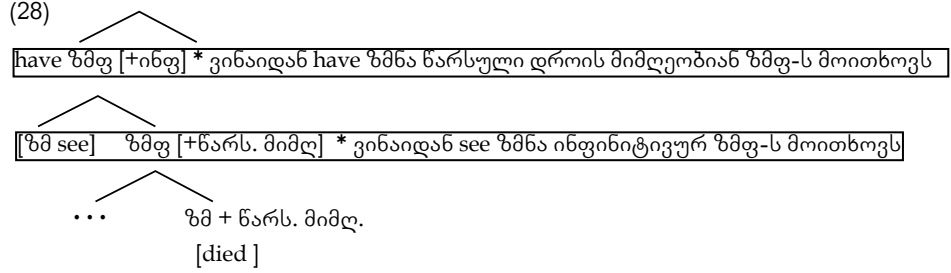 (28)
have ზმფ [+ინფ] * ვინაიდან have ზმნა წარსული დროის მიმღეობიან ზმფ-ს მოითხოვს
[ზმ see] ზმფ [+წარს. მიმღ] * ვინაიდან see ზმნა ინფინიტივურ ზმფ-ს მოითხოვს
... ზმ + წარს. მიმღ.
[died ]